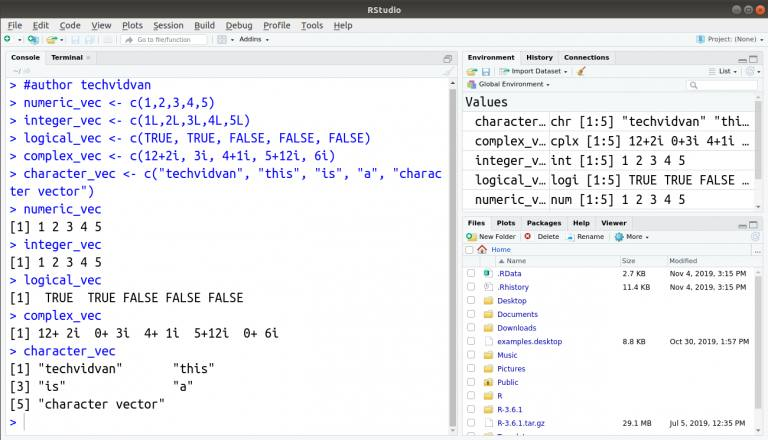 RStudio
File Edit Code View Plots Session Build Debug Profile Tools Help
Go to file/function Addins Project: (None)
Console Terminal
~/
> #author techvidvan
> numeric_vec <- c(1,2,3,4,5)
> integer_vec <- c(1L,2L,3L,4L,5L)
> logical_vec <- c(TRUE, TRUE, FALSE, FALSE, FALSE)
> complex_vec <- c(12+2i, 3i, 4+1i, 5+12i, 6i)
> character_vec <- c("techvidvan", "this", "is", "a", "charac
ter vector")
> numeric_vec
[1] 1 2 3 4 5
> integer_vec
[1] 1 2 3 4 5
> logical_vec
[1]  TRUE  TRUE FALSE FALSE FALSE
> complex_vec
[1] 12+ 2i  0+ 3i  4+ 1i  5+12i  0+ 6i
> character_vec
[1] "techvidvan"       "this"
[3] "is"               "a"
[5] "character vector"
>
Environment History Connections
Import Dataset List
Global Environment
Values
character… chr [1:5] "techvidvan" "thi…
complex_v… cplx [1:5] 12+2i 0+3i 4+1i …
integer_v… int [1:5] 1 2 3 4 5
logical_v… logi [1:5] TRUE TRUE FALSE …
numeric_v… num [1:5] 1 2 3 4 5
Files Plots Packages Help Viewer
New Folder Delete Rename More
Home ...
Name Size Modified
.RData 2.7 KB Nov 4, 2019, 3:15 PM
.Rhistory 11.4 KB Nov 4, 2019, 3:15 PM
Desktop
Documents
Downloads
examples.desktop 8.8 KB Oct 30, 2019, 1:57 PM
Music
Pictures
Public
R
R-3.6.1
R-3.6.1.tar.gz 29.1 MB Jul 5, 2019, 12:35 PM